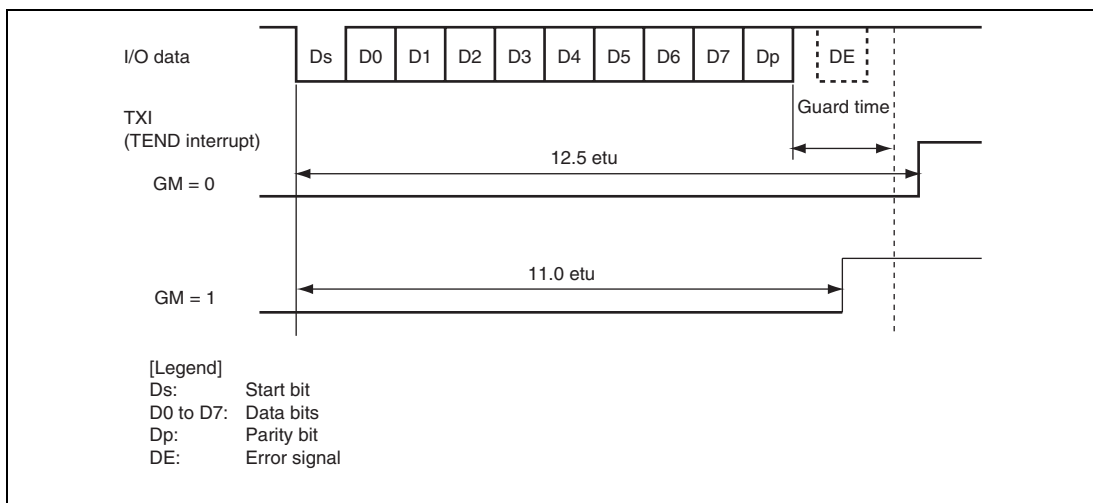 I/O data
Ds D0 D1 D2 D3 D4 D5 D6 D7 Dp DE
Guard time
TXI
(TEND interrupt)
12.5 etu
GM = 0
11.0 etu
GM = 1
[Legend]
Ds: Start bit
D0 to D7: Data bits
Dp: Parity bit
DE: Error signal